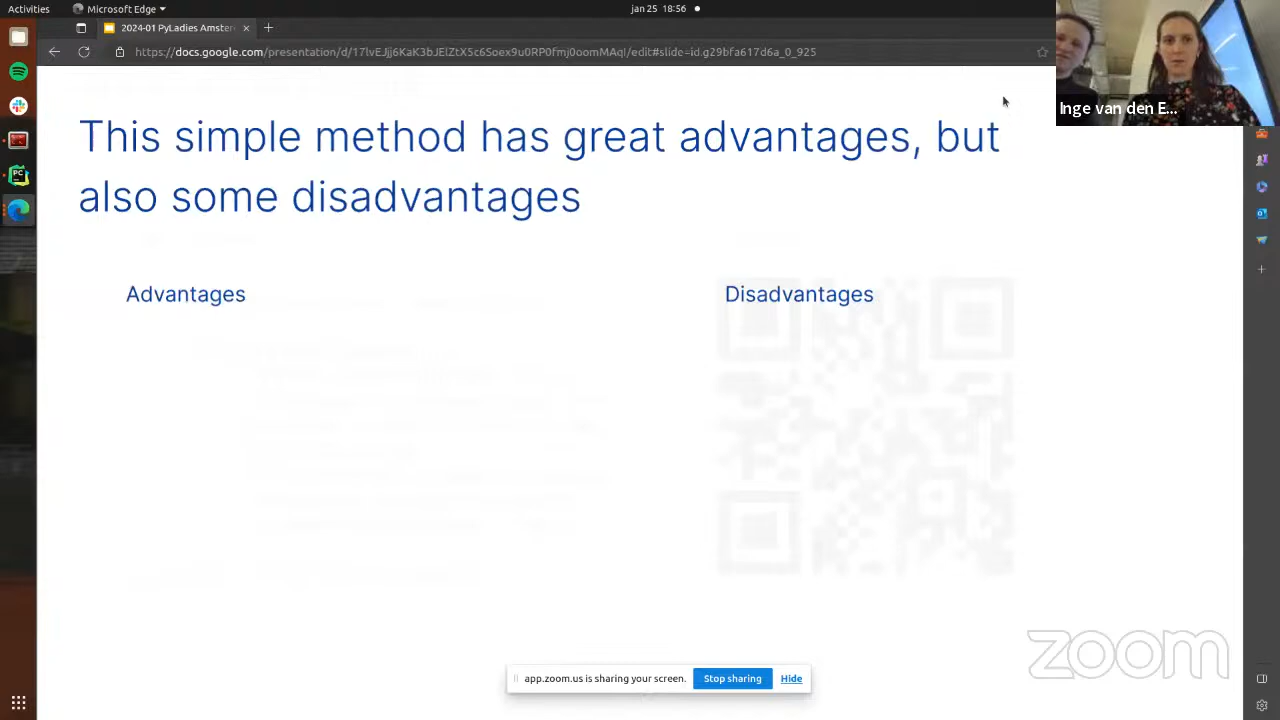 Activities
Microsoft Edge
jan 25 18:56
2024-01 PyLadies Amster
https://docs.google.com/presentation/d/17lvEJjj6KaK3bJElZtX5c6Soex9u0RP0fmj0oomMAqI/edit#slide=id.g29bfa617d6a_0_925
Inge van den E...
This simple method has great advantages, but
also some disadvantages
Advantages
Disadvantages
zoom
app.zoom.us is sharing your screen.
Stop sharing
Hide